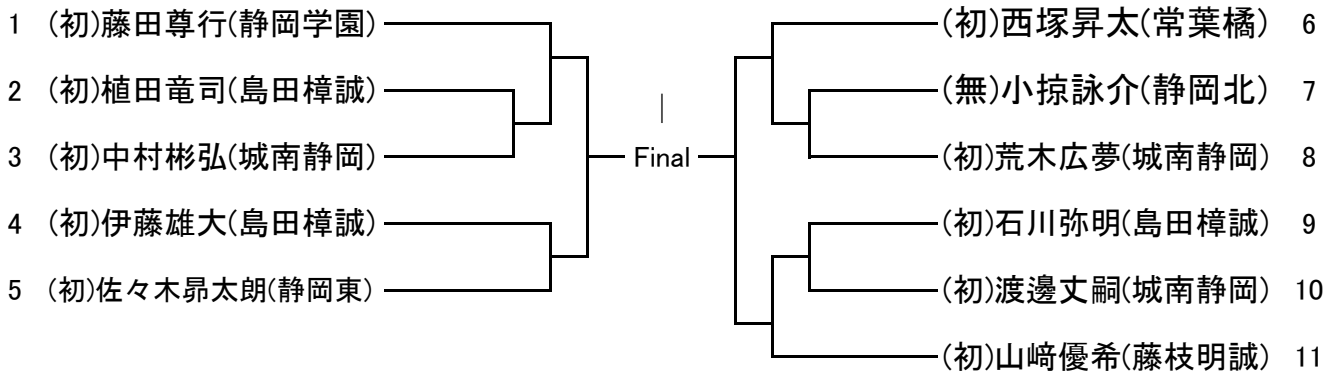 1 (初)藤田尊行(静岡学園)
2 (初)植田竜司(島田樟誠)
3 (初)中村彬弘(城南静岡)
4 (初)伊藤雄大(島田樟誠)
5 (初)佐々木昴太朗(静岡東)
Final
(初)西塚昇太(常葉橘) 6
(無)小掠詠介(静岡北) 7
(初)荒木広夢(城南静岡) 8
(初)石川弥明(島田樟誠) 9
(初)渡邊丈嗣(城南静岡) 10
(初)山﨑優希(藤枝明誠) 11